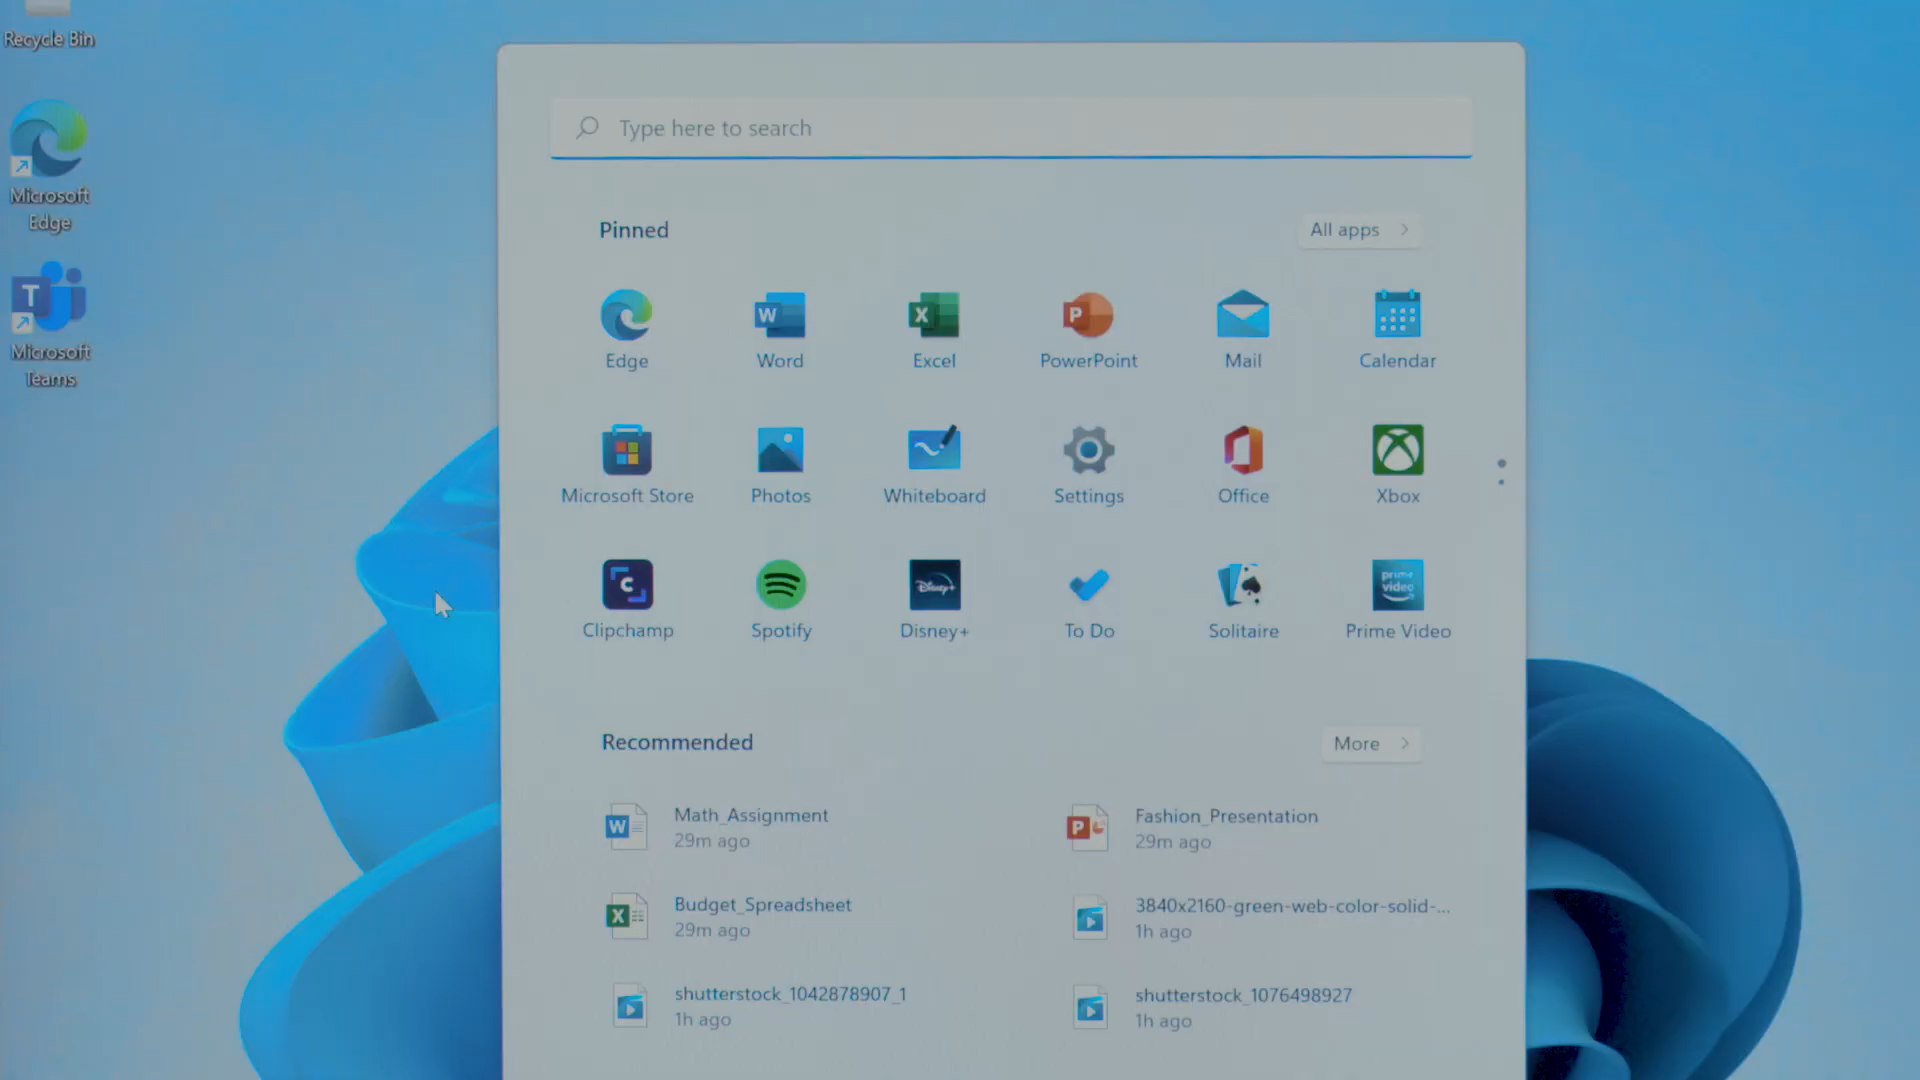 Recycle Bin
Microsoft
Edge
Microsoft
Teams
Type here to search
Pinned
All apps
Edge
Word
Excel
PowerPoint
Mail
Calendar
Microsoft Store
Photos
Whiteboard
Settings
Office
Xbox
Clipchamp
Spotify
Disney+
To Do
Solitaire
Prime Video
Recommended
More
Math_Assignment
29m ago
Fashion_Presentation
29m ago
Budget_Spreadsheet
29m ago
3840x2160-green-web-color-solid-...
1h ago
shutterstock_1042878907_1
1h ago
shutterstock_1076498927
1h ago
T
W
X
P
C
Disney+
prime
video
W
P
X